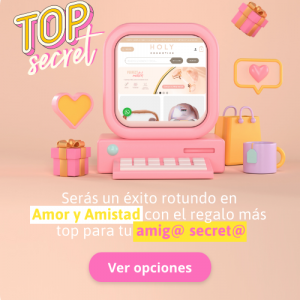 TOP
secret
HOLY
Serás un éxito rotundo en
Amor y Amistad con el regalo más
top para tu amig@ secret@
Ver opciones